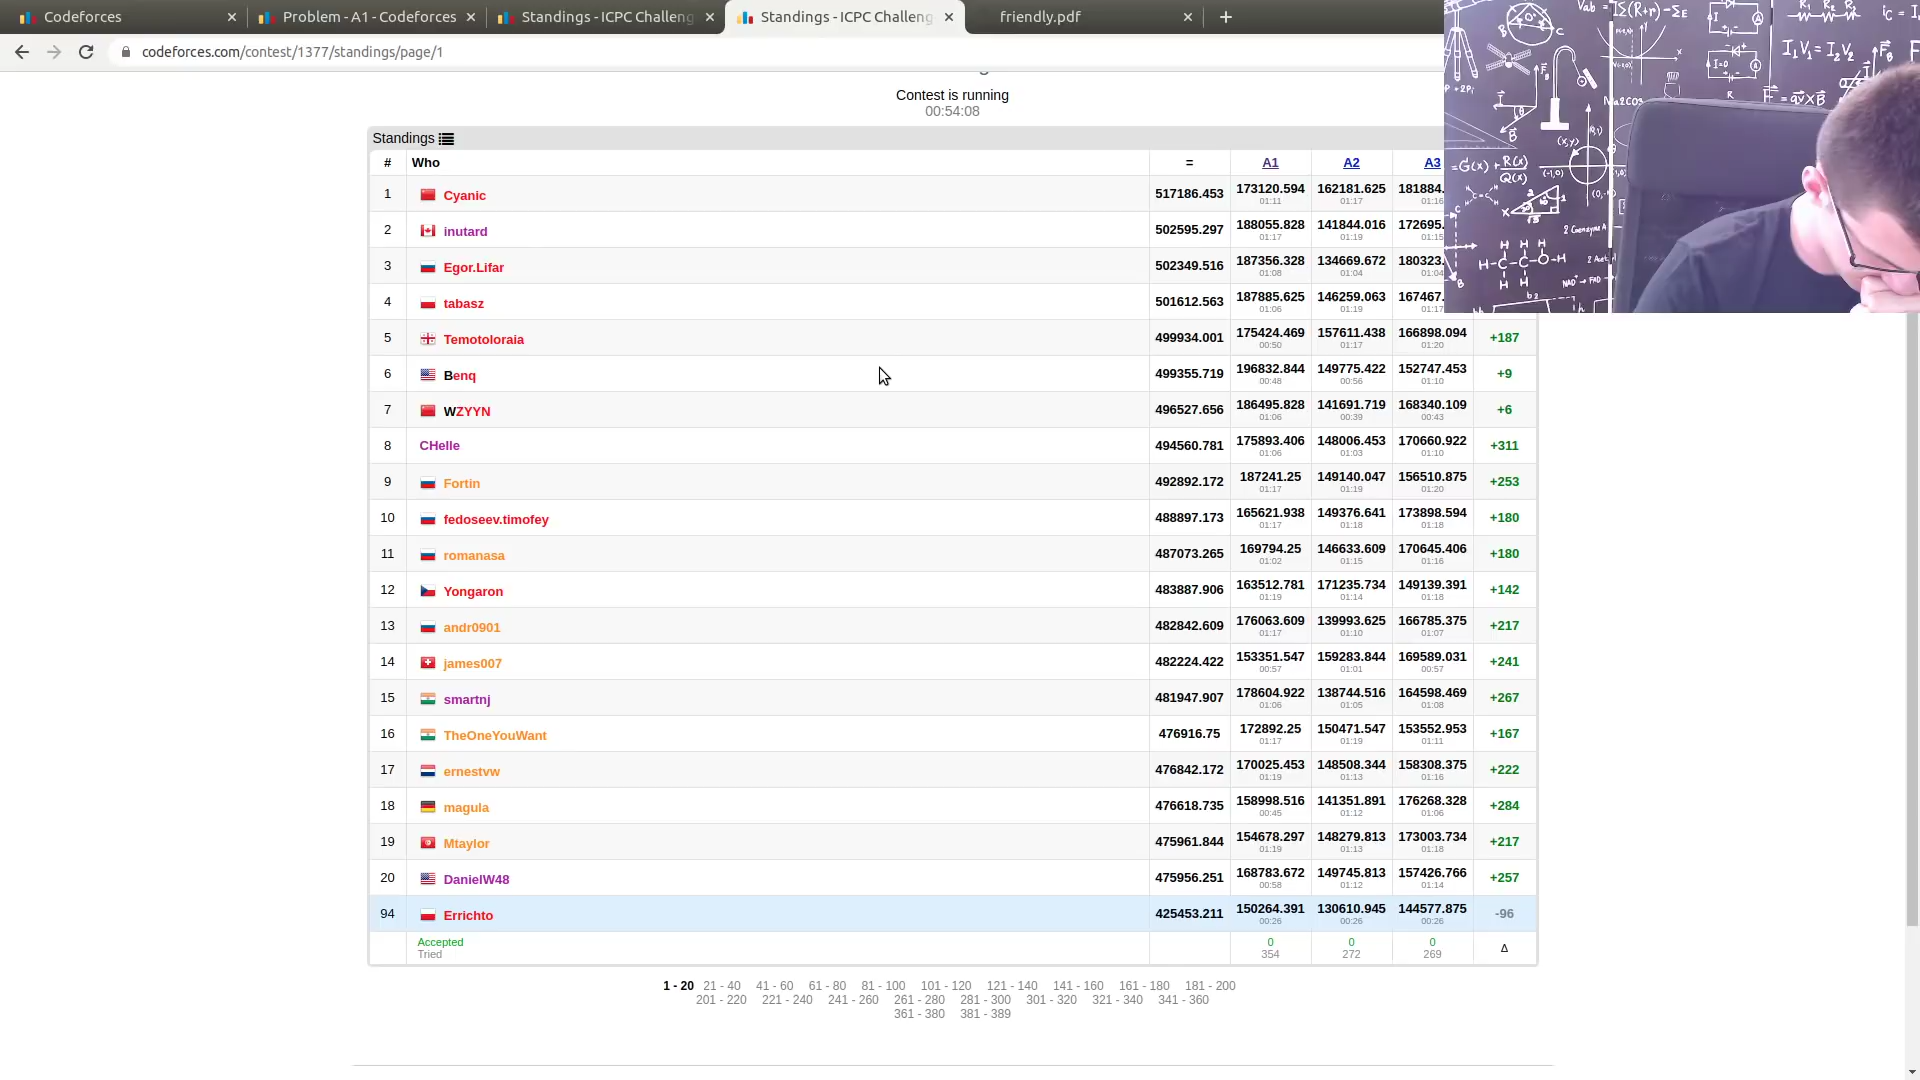 Codeforces
Problem - A1 - Codeforces
Standings - ICPC Challeng
Standings - ICPC Challeng
friendly.pdf
codeforces.com/contest/1377/standings/page/1
Contest is running
00:54:08
Standings
# Who = A1 A2 A3
1 Cyanic 517186.453 173120.594 162181.625 181884.
01:11 01:17 01:16
2 inutard 502595.297 188055.828 141844.016 172695.
01:17 01:19 01:15
3 Egor.Lifar 502349.516 187356.328 134669.672 180323.
01:08 01:04 01:04
4 tabasz 501612.563 187885.625 146259.063 167467.
01:06 01:19 01:17
5 Temotoloraia 499934.001 175424.469 157611.438 166898.094 +187
00:50 01:17 01:20
6 Benq 499355.719 196832.844 149775.422 152747.453 +9
00:48 00:56 01:10
7 WZYYN 496527.656 186495.828 141691.719 168340.109 +6
01:06 00:39 00:43
8 CHelle 494560.781 175893.406 148006.453 170660.922 +311
01:06 01:03 01:10
9 Fortin 492892.172 187241.25 149140.047 156510.875 +253
01:17 01:19 01:20
10 fedoseev.timofey 488897.173 165621.938 149376.641 173898.594 +180
01:17 01:18 01:18
11 romanasa 487073.265 169794.25 146633.609 170645.406 +180
01:02 01:15 01:16
12 Yongaron 483887.906 163512.781 171235.734 149139.391 +142
01:19 01:14 01:18
13 andr0901 482842.609 176063.609 139993.625 166785.375 +217
01:17 01:10 01:07
14 james007 482224.422 153351.547 159283.844 169589.031 +241
00:57 01:01 00:57
15 smartnj 481947.907 178604.922 138744.516 164598.469 +267
01:06 01:05 01:08
16 TheOneYouWant 476916.75 172892.25 150471.547 153552.953 +167
01:17 01:19 01:11
17 ernestvw 476842.172 170025.453 148508.344 158308.375 +222
01:19 01:13 01:16
18 magula 476618.735 158998.516 141351.891 176268.328 +284
00:45 01:12 01:06
19 Mtaylor 475961.844 154678.297 148279.813 173003.734 +217
01:19 01:13 01:18
20 DanielW48 475956.251 168783.672 149745.813 157426.766 +257
00:58 01:12 01:14
94 Errichto 425453.211 150264.391 130610.945 144577.875 -96
00:26 00:26 00:26
Accepted 0 0 0 Δ
Tried 354 272 269
1 - 20 21 - 40 41 - 60 61 - 80 81 - 100 101 - 120 121 - 140 141 - 160 161 - 180 181 - 200
201 - 220 221 - 240 241 - 260 261 - 280 281 - 300 301 - 320 321 - 340 341 - 360
361 - 380 381 - 389